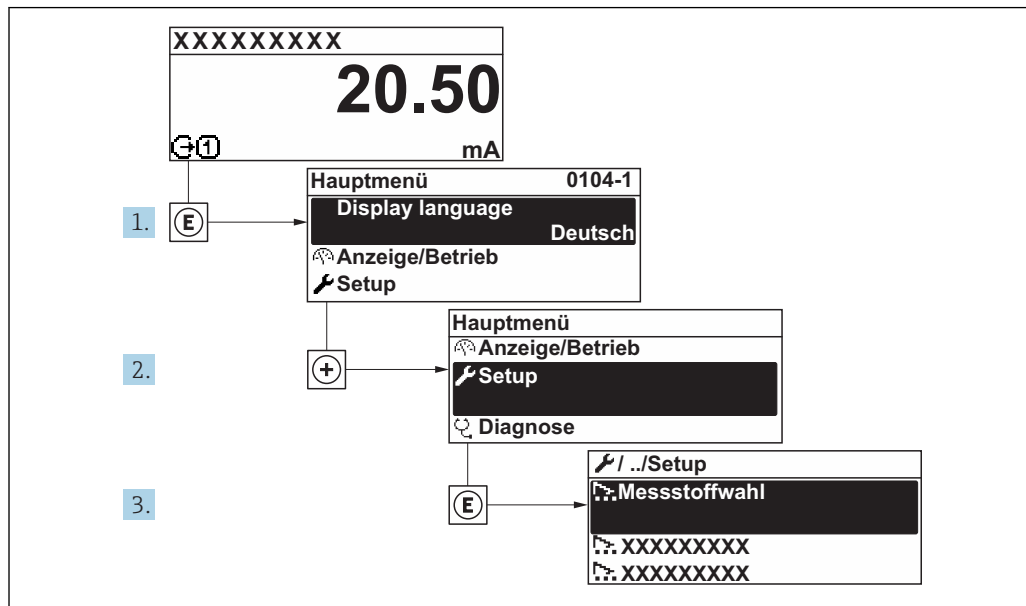 XXXXXXXXX
20.50
1 mA
1. E
Hauptmenü 0104-1
Display language
Deutsch
Anzeige/Betrieb
Setup
2. +
Hauptmenü
Anzeige/Betrieb
Setup
Diagnose
3. E
/ ../Setup
Messstoffwahl
XXXXXXXXX
XXXXXXXXX